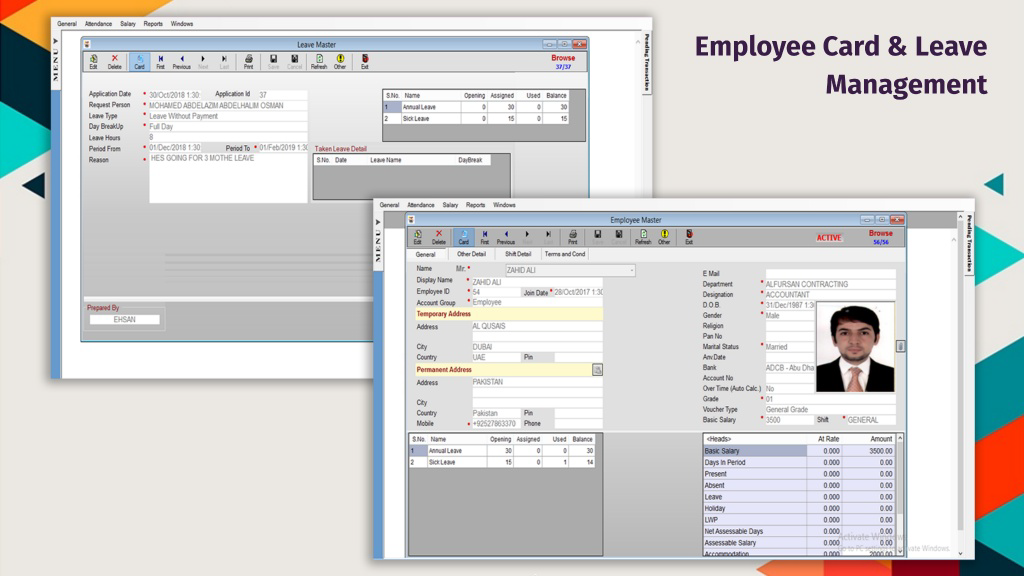 Employee Card & Leave
Management
General Attendance Salary Reports Windows
MENU
Pending Transaction
Leave Master
Edit Delete Card First Previous Next Last Print Save Cancel Refresh Other Exit
Browse
37/37
Application Date * 30/Oct/2018 1:30 Application Id 37
Request Person * MOHAMED ABDELAZIM ABDELHALIM OSMAN
Leave Type * Leave Without Payment
Day BreakUp * Full Day
Leave Hours 8
Period From * 01/Dec/2018 1:30 Period To * 01/Feb/2019 1:30
Reason * HES GOING FOR 3 MOTHE LEAVE
S.No. Name Opening Assigned Used Balance
1 Annual Leave 0 30 0 30
2 Sick Leave 0 15 0 15
Taken Leave Detail
S.No. Date Leave Name DayBreak
Prepared By
EHSAN
General Attendance Salary Reports Windows
MENU
Pending Transaction
Employee Master
Edit Delete Card First Previous Print Refresh Other Exit
ACTIVE
Browse
56/56
General Other Detail Shift Detail Terms and Cond
Name Mr. * ZAHID ALI
Display Name * ZAHID ALI
Employee ID * 54 Join Date * 28/Oct/2017 1:30
Account Group * Employee
Temporary Address
Address AL QUSAIS
City DUBAI
Country UAE Pin
Permanent Address
Address PAKISTAN
City
Country Pakistan Pin
Mobile * +92527863370 Phone
E Mail
Department * ALFURSAN CONTRACTING
Designation * ACCOUNTANT
D.O.B. * 31/Dec/1987 1:3
Gender * Male
Religion
Pan No
Marital Status * Married
Anv.Date
Bank ADCB - Abu Dha
Account No
Over Time (Auto Calc.) No
Grade * 01
Voucher Type General Grade
Basic Salary * 3500 Shift * GENERAL
S.No. Name Opening Assigned Used Balance
1 Annual Leave 30 0 0 30
2 Sick Leave 15 0 1 14
<Heads> At Rate Amount
Basic Salary 0.000 3500.00
Days In Period 0.000 0.00
Present 0.000 0.00
Absent 0.000 0.00
Leave 0.000 0.00
Holiday 0.000 0.00
LWP 0.000 0.00
Net Assessable Days 0.000 0.00
Assessable Salary 0.000 0.00
Accommodation 0.000 2000.00
Activate Windows
Go to PC settings to activate Windows.